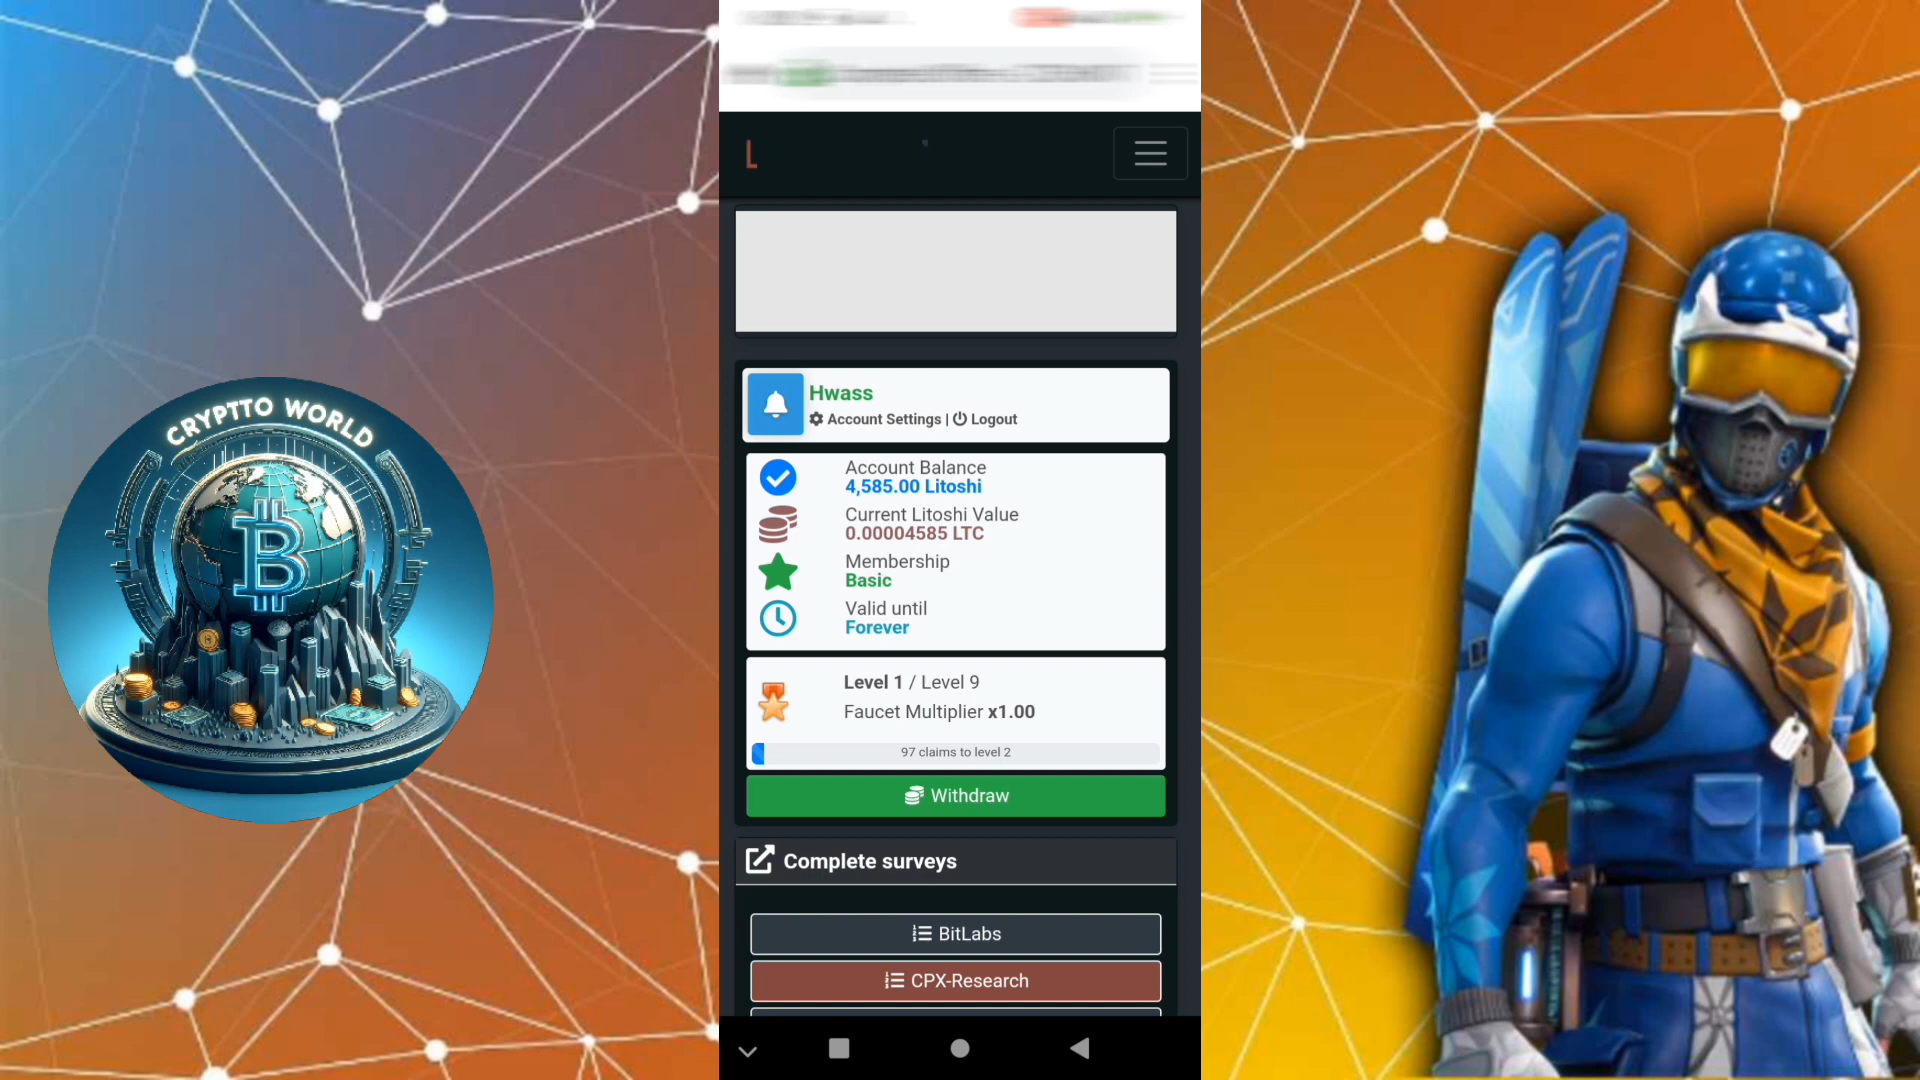 CRYPTTO WORLD
L
Hwass
Account Settings | Logout
Account Balance
4,585.00 Litoshi
Current Litoshi Value
0.00004585 LTC
Membership
Basic
Valid until
Forever
Level 1 / Level 9
Faucet Multiplier x1.00
97 claims to level 2
Withdraw
Complete surveys
BitLabs
CPX-Research